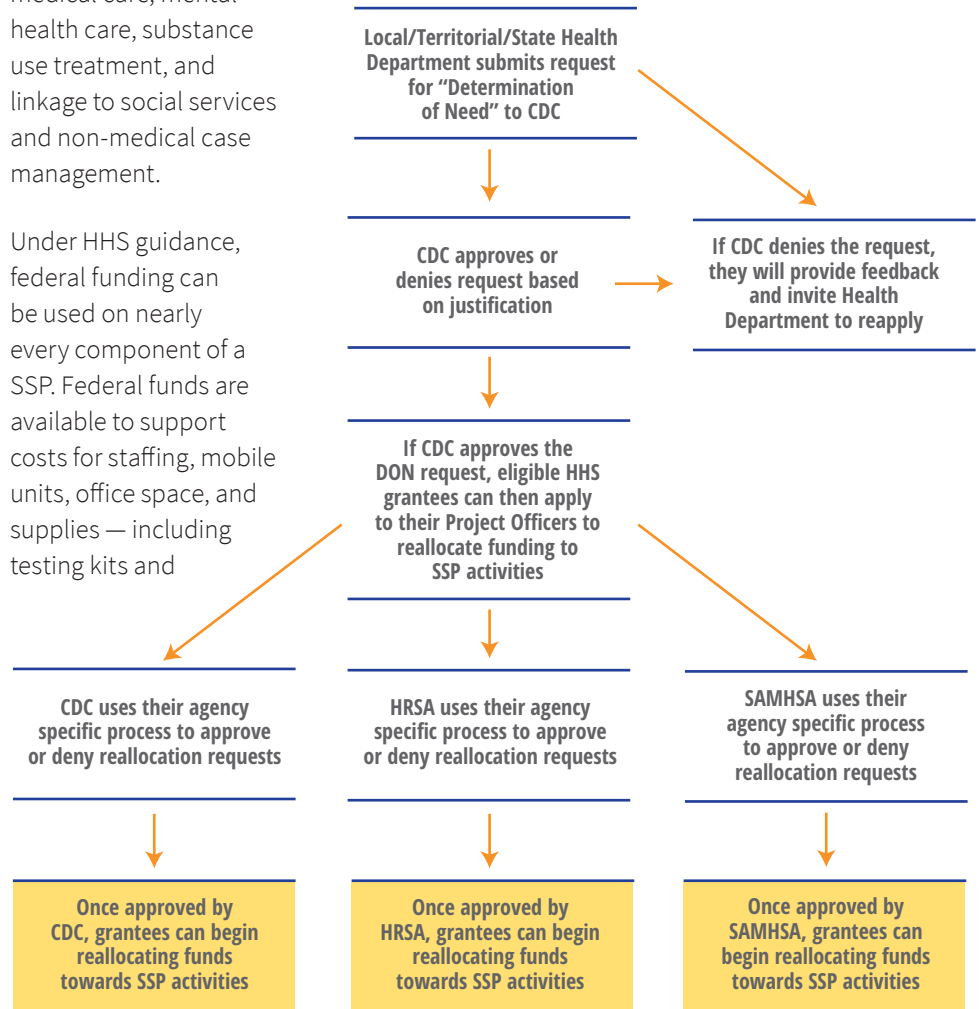 medical care, mental
health care, substance
use treatment, and
linkage to social services
and non-medical case
management.
Under HHS guidance,
federal funding can
be used on nearly
every component of a
SSP. Federal funds are
available to support
costs for staffing, mobile
units, office space, and
supplies — including
testing kits and
Local/Territorial/State Health
Department submits request
for “Determination
of Need” to CDC
CDC approves or
denies request based
on justification
If CDC denies the request,
they will provide feedback
and invite Health
Department to reapply
If CDC approves the
DON request, eligible HHS
grantees can then apply
to their Project Officers to
reallocate funding to
SSP activities
CDC uses their agency
specific process to approve
or deny reallocation requests
HRSA uses their agency
specific process to approve
or deny reallocation requests
SAMHSA uses their
agency specific process
to approve or deny
reallocation requests
Once approved by
CDC, grantees can begin
reallocating funds
towards SSP activities
Once approved by
HRSA, grantees can begin
reallocating funds
towards SSP activities
Once approved by
SAMHSA, grantees can
begin reallocating funds
towards SSP activities